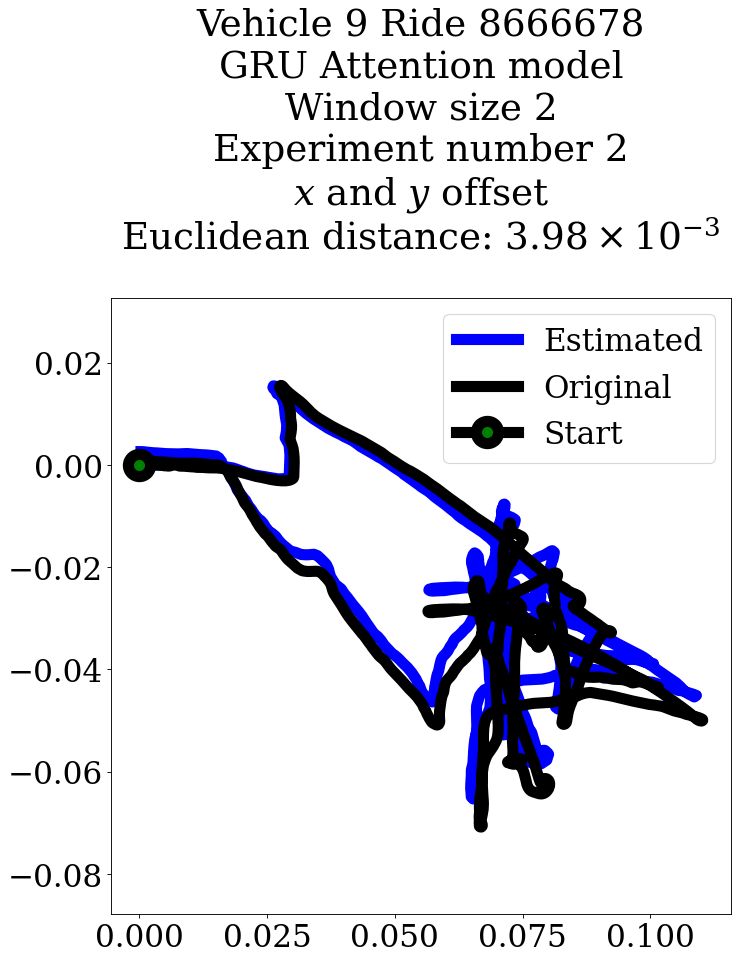 Vehicle 9 Ride 8666678
GRU Attention model
Window size 2
Experiment number 2
x and y offset
Euclidean distance: 3.98 × 10⁻³
Estimated
Original
Start
0.02
0.00
−0.02
−0.04
−0.06
−0.08
0.000 0.025 0.050 0.075 0.100